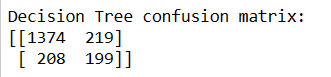 Decision Tree confusion matrix:
[[1374  219]
 [ 208  199]]